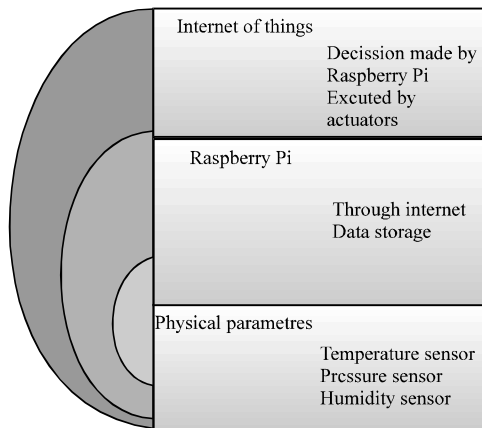 Internet of things
Decission made by
Raspberry Pi
Excuted by
actuators
Raspberry Pi
Through internet
Data storage
Physical parametres
Temperature sensor
Prcssure sensor
Humidity sensor